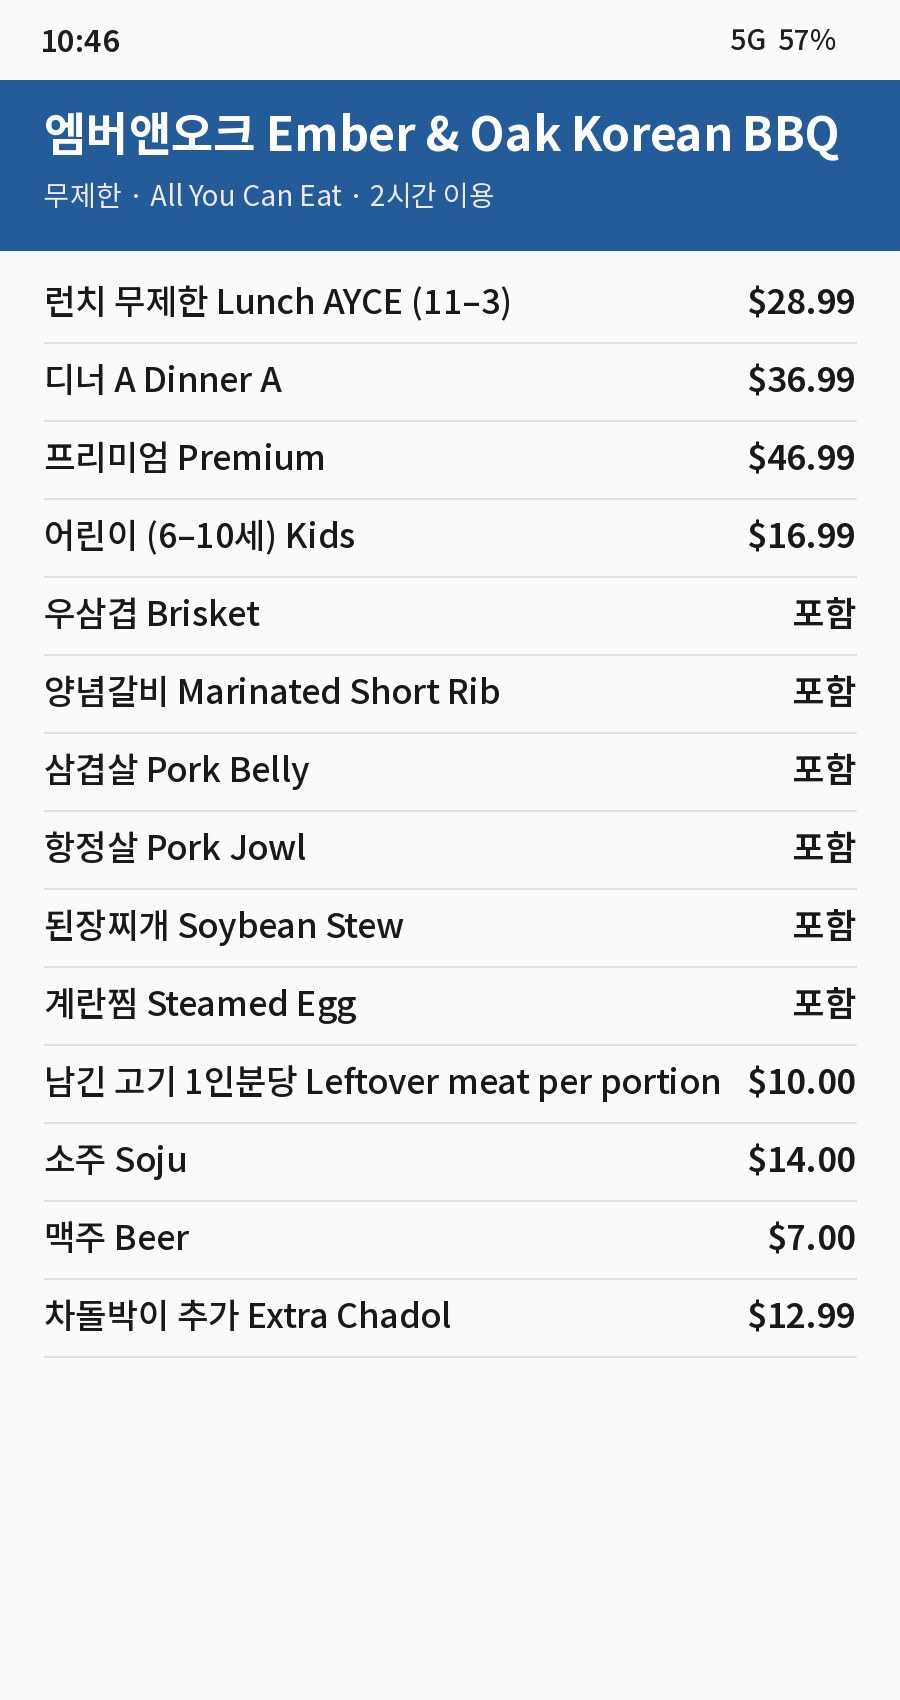 10:46 5G 57%
엠버앤오크 Ember & Oak Korean BBQ
무제한 · All You Can Eat · 2시간 이용
런치 무제한 Lunch AYCE (11–3) $28.99
디너 A Dinner A $36.99
프리미엄 Premium $46.99
어린이 (6–10세) Kids $16.99
우삼겹 Brisket 포함
양념갈비 Marinated Short Rib 포함
삼겹살 Pork Belly 포함
항정살 Pork Jowl 포함
된장찌개 Soybean Stew 포함
계란찜 Steamed Egg 포함
남긴 고기 1인분당 Leftover meat per portion $10.00
소주 Soju $14.00
맥주 Beer $7.00
차돌박이 추가 Extra Chadol $12.99